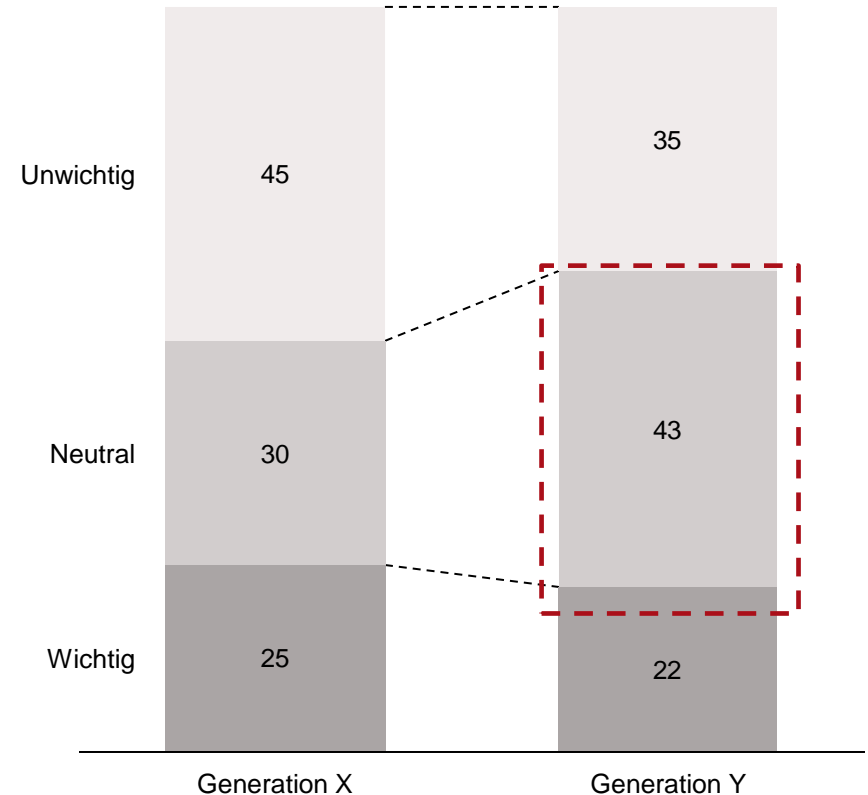 35
Unwichtig 45
43
Neutral 30
Wichtig 25
22
Generation X Generation Y